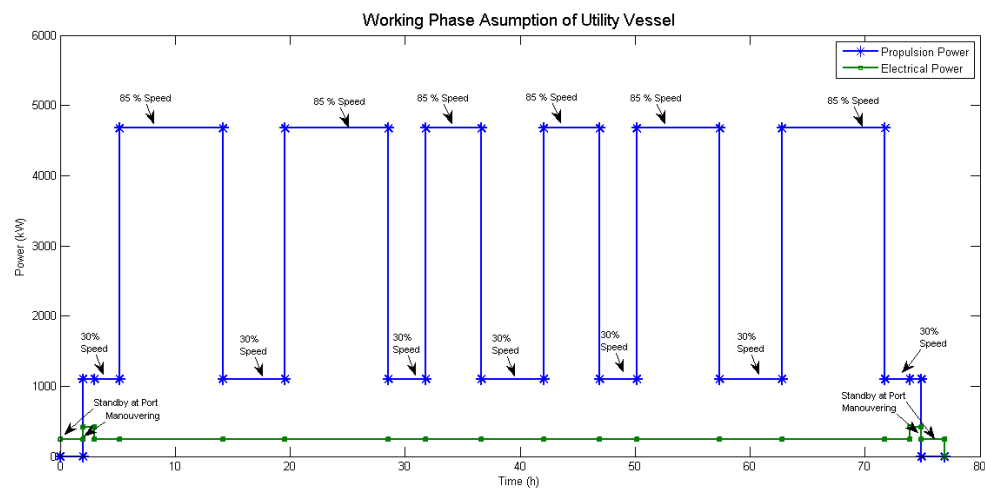 Working Phase Asumption of Utility Vessel
6000
5000
4000
3000
2000
1000
0
Power (kW)
Propulsion Power
Electrical Power
85 % Speed
85 % Speed
85 % Speed
85 % Speed
85 % Speed
85 % Speed
30%
Speed
30%
Speed
30%
Speed
30%
Speed
30%
Speed
30%
Speed
30%
Speed
Standby at Port
Manouvering
Standby at Port
Manouvering
0
10
20
30
40
50
60
70
80
Time (h)